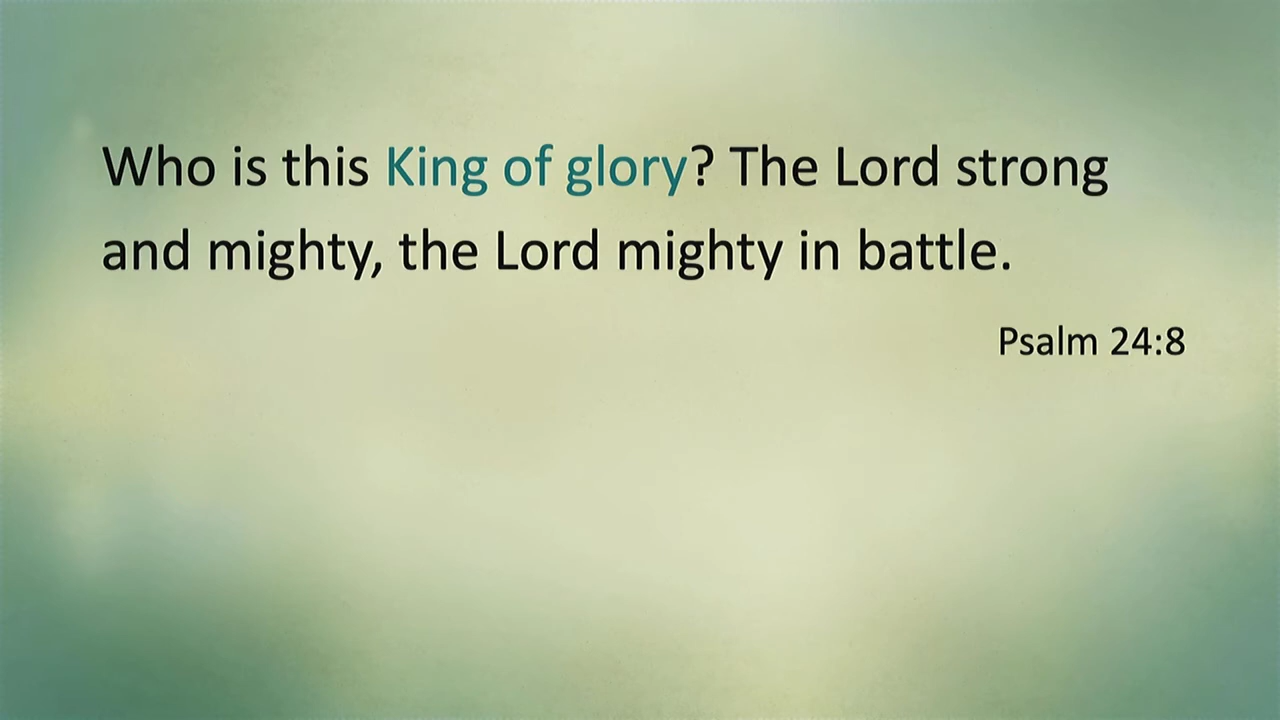 Who is this King of glory? The Lord strong
and mighty, the Lord mighty in battle.
Psalm 24:8